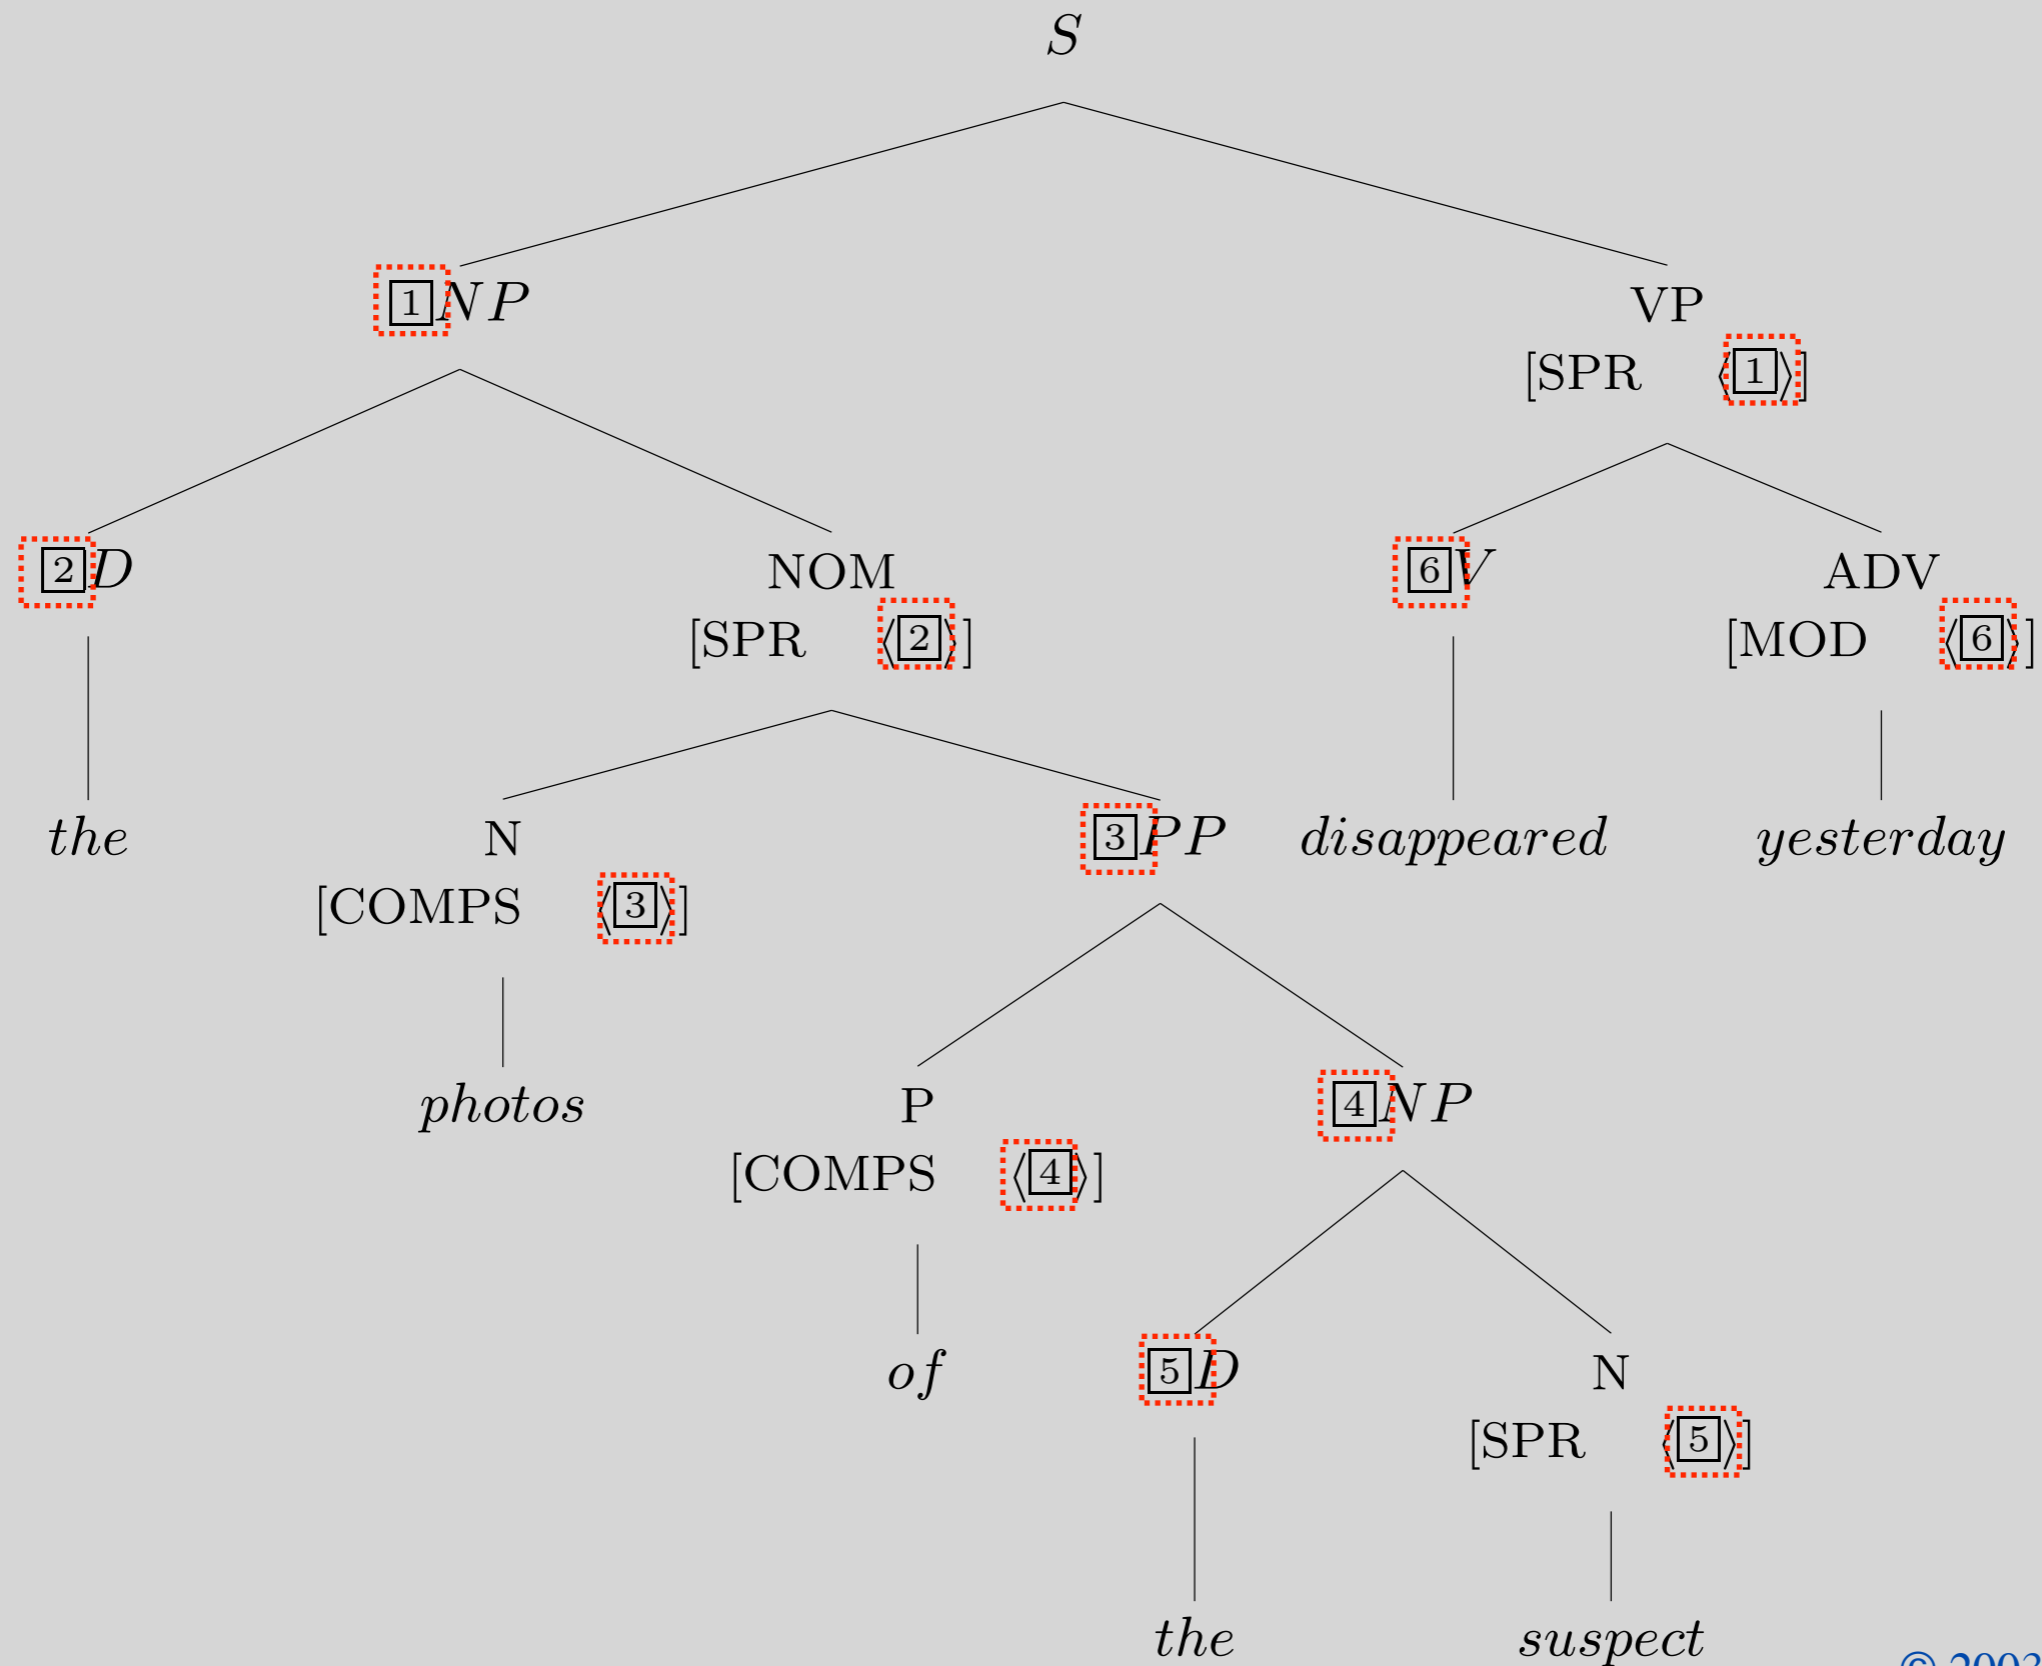 S
1 NP VP
[SPR ⟨1⟩]
2 D NOM 6 V ADV
[SPR ⟨2⟩] [MOD ⟨6⟩]
the N 3 PP disappeared yesterday
[COMPS ⟨3⟩]
photos P 4 NP
[COMPS ⟨4⟩]
of 5 D N
[SPR ⟨5⟩]
the suspect
© 2003